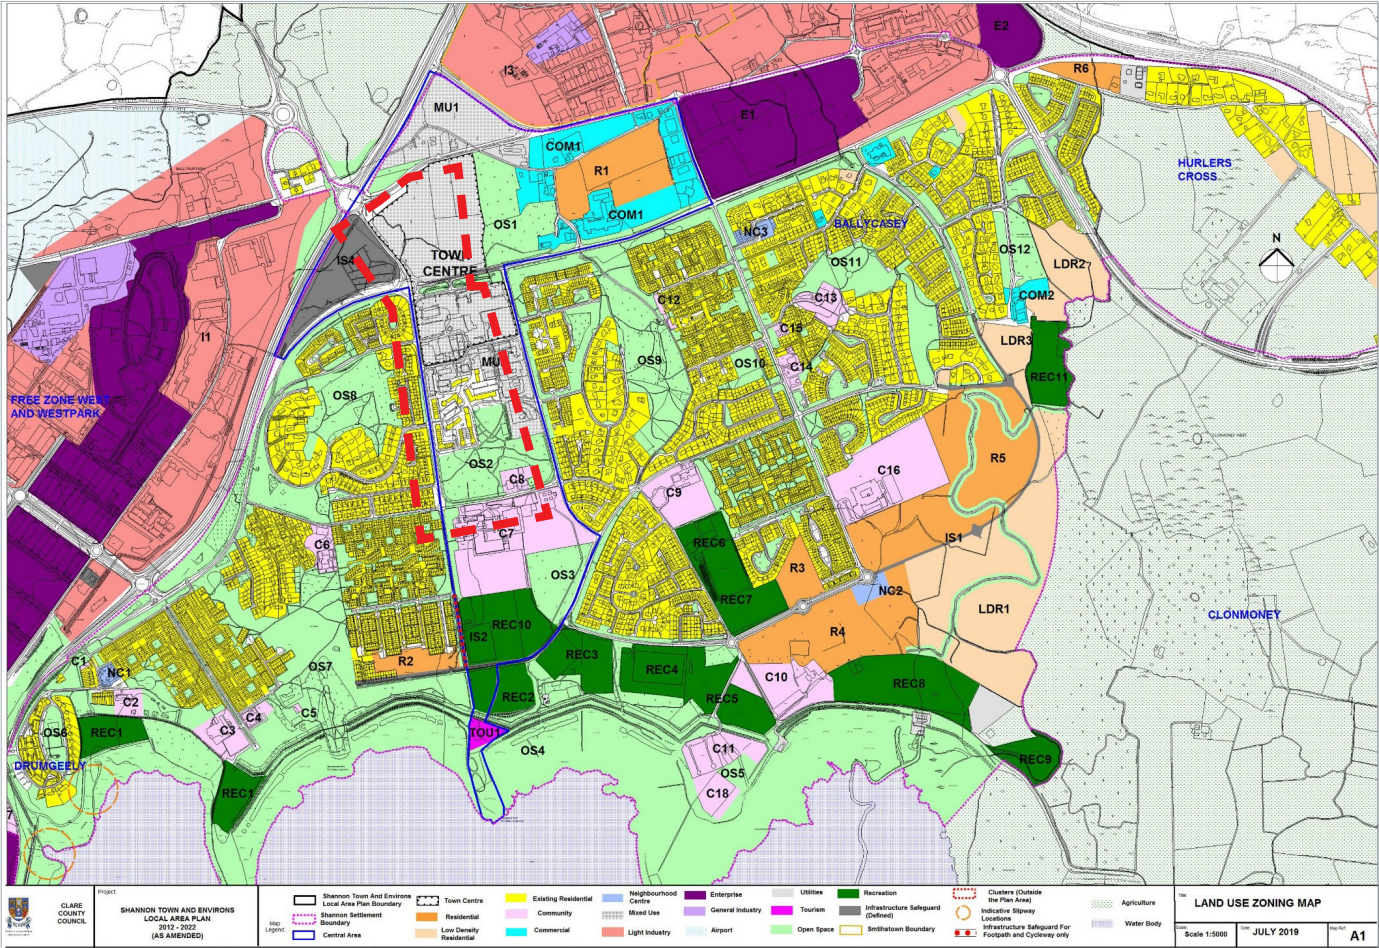 E2
R6
I3
MU1
E1
COM1
R1
HURLERS
CROSS
COM1
OS1
NC3
BALLYCASEY
N
IS4
TOWN
CENTRE
OS12
LDR2
OS11
C12
C13
COM2
I1
C15
LDR3
MU
OS9
OS10
C14
REC11
OS8
FREE ZONE WEST
AND WESTPARK
CLONMONEY WEST
OS2
C8
R5
C9
C16
C7
C6
REC6
IS1
OS3
R3
REC7
NC2
LDR1
CLONMONEY
REC10
IS2
R4
C1
NC1
OS7
R2
REC3
REC4
C10
REC8
C2
REC2
REC5
C4
C5
OS6
REC1
C3
TOU1
OS4
C11
DRUMGEELY
OS5
REC9
REC1
C18
7
CLARE
COUNTY
COUNCIL
Project
SHANNON TOWN AND ENVIRONS
LOCAL AREA PLAN
2012 - 2022
(AS AMENDED)
Map
Legend
Shannon Town And Environs
Local Area Plan Boundary
Shannon Settlement
Boundary
Central Area
Town Centre
Residential
Low Density
Residential
Existing Residential
Community
Commercial
Neighbourhood
Centre
Mixed Use
Light Industry
Enterprise
General Industry
Airport
Utilities
Tourism
Open Space
Recreation
Infrastructure Safeguard
(Defined)
Smithstown Boundary
Clusters (Outside
the Plan Area)
Indicative Slipway
Locations
Infrastructure Safeguard For
Footpath and Cycleway only
Agriculture
Water Body
Title:
LAND USE ZONING MAP
Scale:
Scale 1:5000
Date:
JULY 2019
Map Ref:
A1